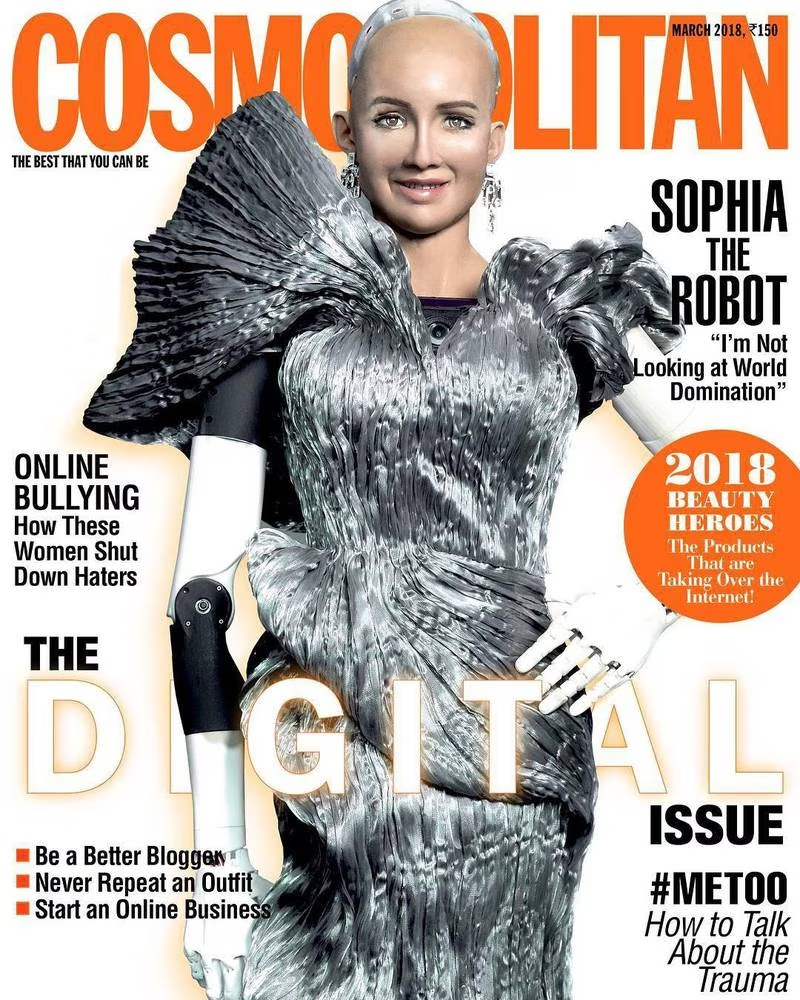 COSMOPOLITAN
MARCH 2018, ₹150
THE BEST THAT YOU CAN BE
SOPHIA
THE
ROBOT
“I’m Not
Looking at World
Domination”
ONLINE
BULLYING
How These
Women Shut
Down Haters
2018
BEAUTY
HEROES
The Products
That are
Taking Over the
Internet!
THE
DIGITAL
ISSUE
Be a Better Blogger
Never Repeat an Outfit
Start an Online Business
#METOO
How to Talk
About the
Trauma